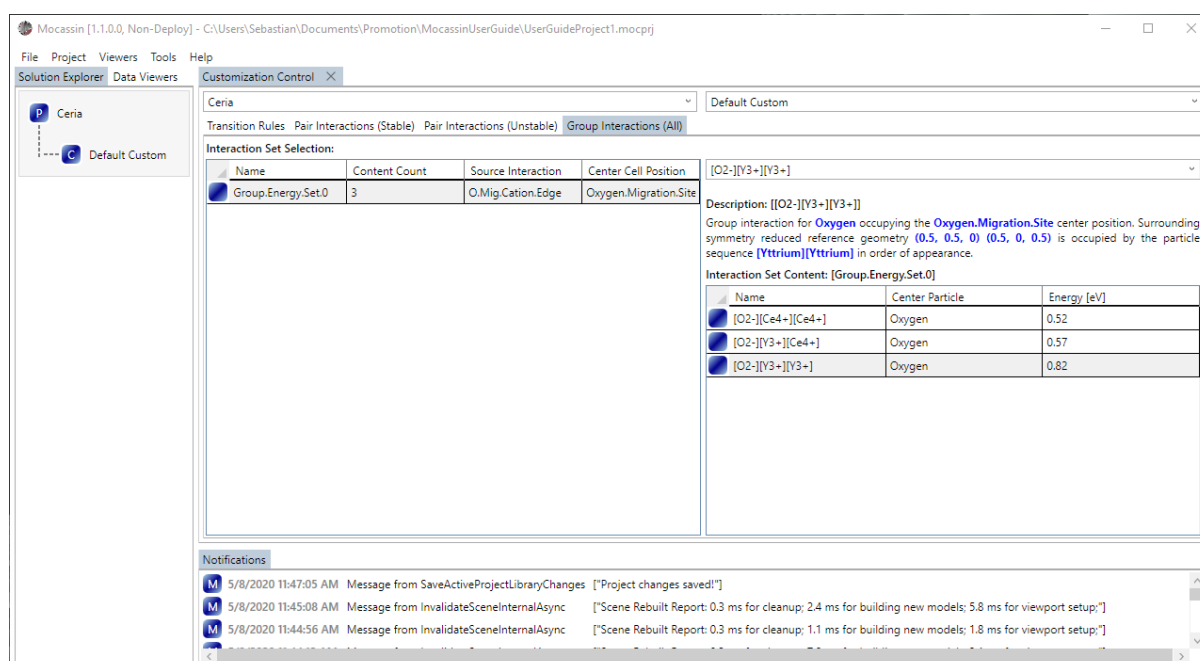 Mocassin [1.1.0.0, Non-Deploy] - C:\Users\Sebastian\Documents\Promotion\MocassinUserGuide\UserGuideProject1.mocprj
File Project Viewers Tools Help
Solution Explorer Data Viewers Customization Control
P Ceria
C Default Custom
Ceria Default Custom
Transition Rules Pair Interactions (Stable) Pair Interactions (Unstable) Group Interactions (All)
Interaction Set Selection:
Name Content Count Source Interaction Center Cell Position
Group.Energy.Set.0 3 O.Mig.Cation.Edge Oxygen.Migration.Site
[O2-][Y3+][Y3+]
Description: [[O2-][Y3+][Y3+]]
Group interaction for Oxygen occupying the Oxygen.Migration.Site center position. Surrounding
symmetry reduced reference geometry (0.5, 0.5, 0) (0.5, 0, 0.5) is occupied by the particle
sequence [Yttrium][Yttrium] in order of appearance.
Interaction Set Content: [Group.Energy.Set.0]
Name Center Particle Energy [eV]
[O2-][Ce4+][Ce4+] Oxygen 0.52
[O2-][Y3+][Ce4+] Oxygen 0.57
[O2-][Y3+][Y3+] Oxygen 0.82
Notifications
M 5/8/2020 11:47:05 AM Message from SaveActiveProjectLibraryChanges ["Project changes saved!"]
M 5/8/2020 11:45:08 AM Message from InvalidateSceneInternalAsync ["Scene Rebuilt Report: 0.3 ms for cleanup; 2.4 ms for building new models; 5.8 ms for viewport setup;"]
M 5/8/2020 11:44:56 AM Message from InvalidateSceneInternalAsync ["Scene Rebuilt Report: 0.3 ms for cleanup; 1.1 ms for building new models; 1.8 ms for viewport setup;"]